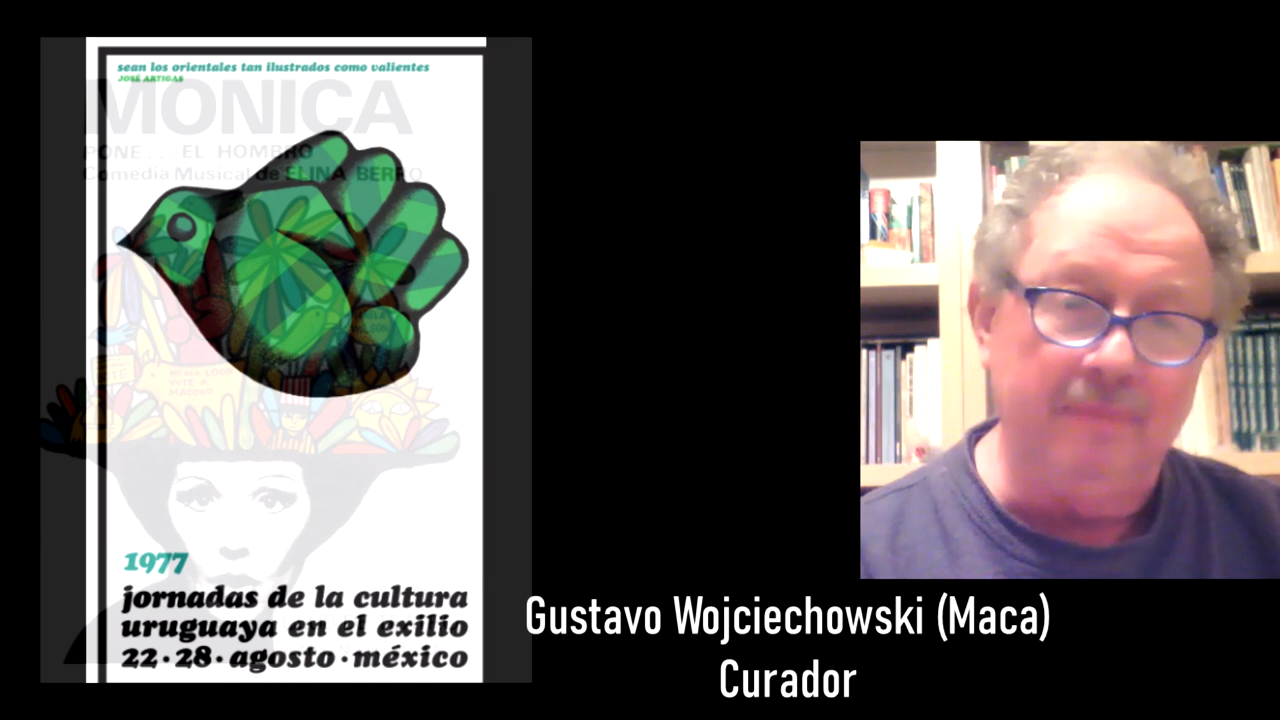 sean los orientales tan ilustrados como valientes
JOSÉ ARTIGAS
MONICA
PONE... EL HOMBRO
Comedia Musical de ELINA BERRO
1977
jornadas de la cultura
uruguaya en el exilio
22·28·agosto·méxico
Gustavo Wojciechowski (Maca)
Curador